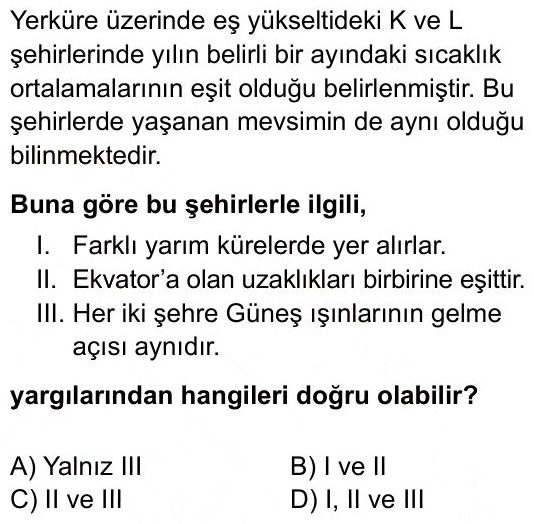 Yerküre üzerinde eş yükseltideki K ve L
şehirlerinde yılın belirli bir ayındaki sıcaklık
ortalamalarının eşit olduğu belirlenmiştir. Bu
şehirlerde yaşanan mevsimin de aynı olduğu
bilinmektedir.
Buna göre bu şehirlerle ilgili,
I. Farklı yarım kürelerde yer alırlar.
II. Ekvator'a olan uzaklıkları birbirine eşittir.
III. Her iki şehre Güneş ışınlarının gelme
açısı aynıdır.
yargılarından hangileri doğru olabilir?
A) Yalnız III B) I ve II
C) II ve III D) I, II ve III